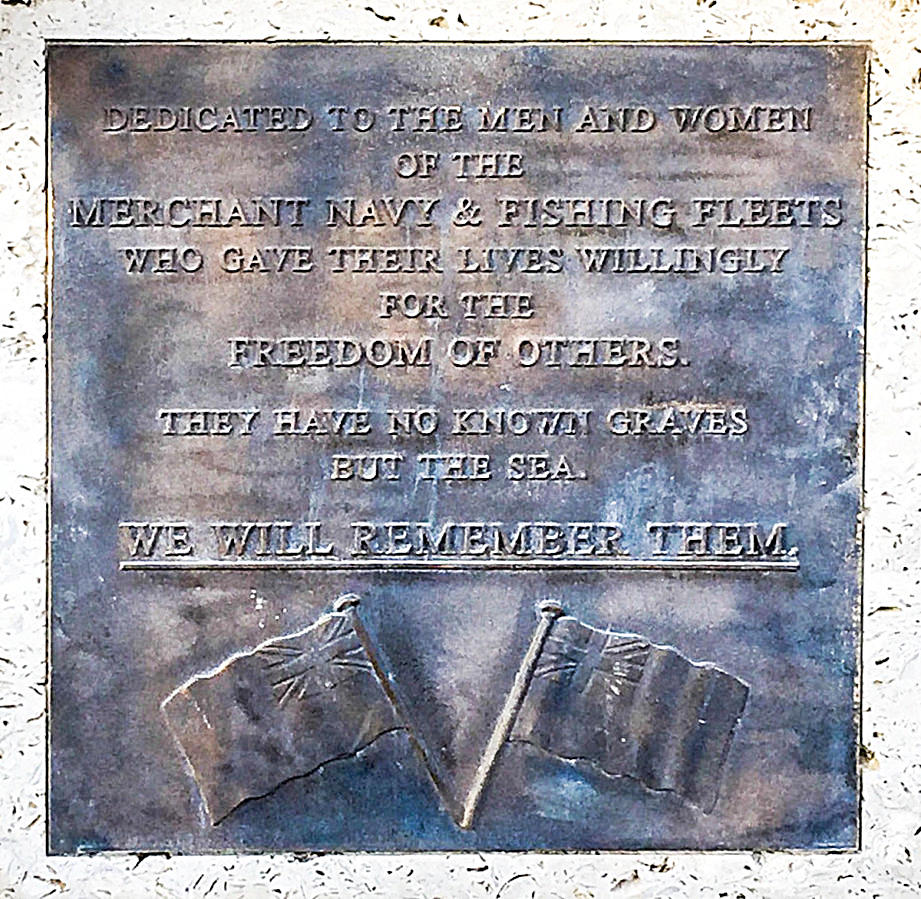 DEDICATED TO THE MEN AND WOMEN
OF THE
MERCHANT NAVY & FISHING FLEETS
WHO GAVE THEIR LIVES WILLINGLY
FOR THE
FREEDOM OF OTHERS.
THEY HAVE NO KNOWN GRAVES
BUT THE SEA.
WE WILL REMEMBER THEM.